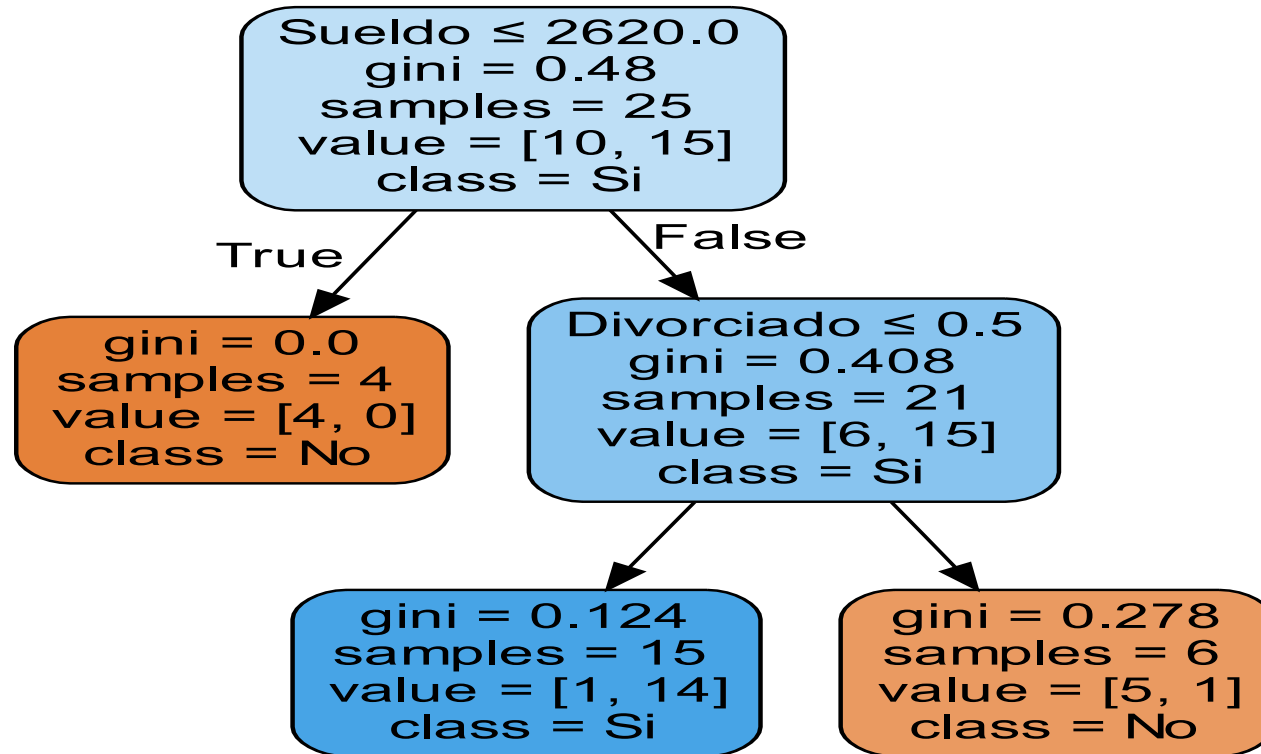 Sueldo ≤ 2620.0
gini = 0.48
samples = 25
value = [10, 15]
class = Si
True
False
gini = 0.0
samples = 4
value = [4, 0]
class = No
Divorciado ≤ 0.5
gini = 0.408
samples = 21
value = [6, 15]
class = Si
gini = 0.124
samples = 15
value = [1, 14]
class = Si
gini = 0.278
samples = 6
value = [5, 1]
class = No